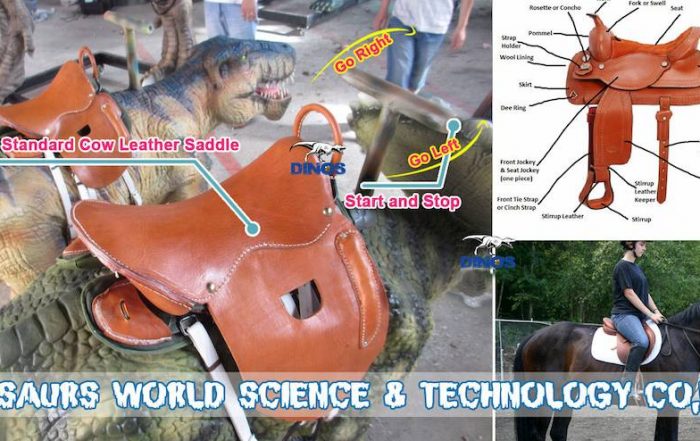 Go Right
Standard Cow Leather Saddle
DINOS
Go Left
Start and Stop
DINOS
SAURS WORLD SCIENCE & TECHNOLOGY CO.,
Rosette or Concho
Fork or Swell
Seat
Pommel
Strap
Holder
Wool Lining
Skirt
Dee Ring
Front Jockey
& Seat Jockey
(one piece)
Stirrup
Leather
Keeper
Front Tie Strap
or Cinch Strap
Stirrup Leather
Stirrup